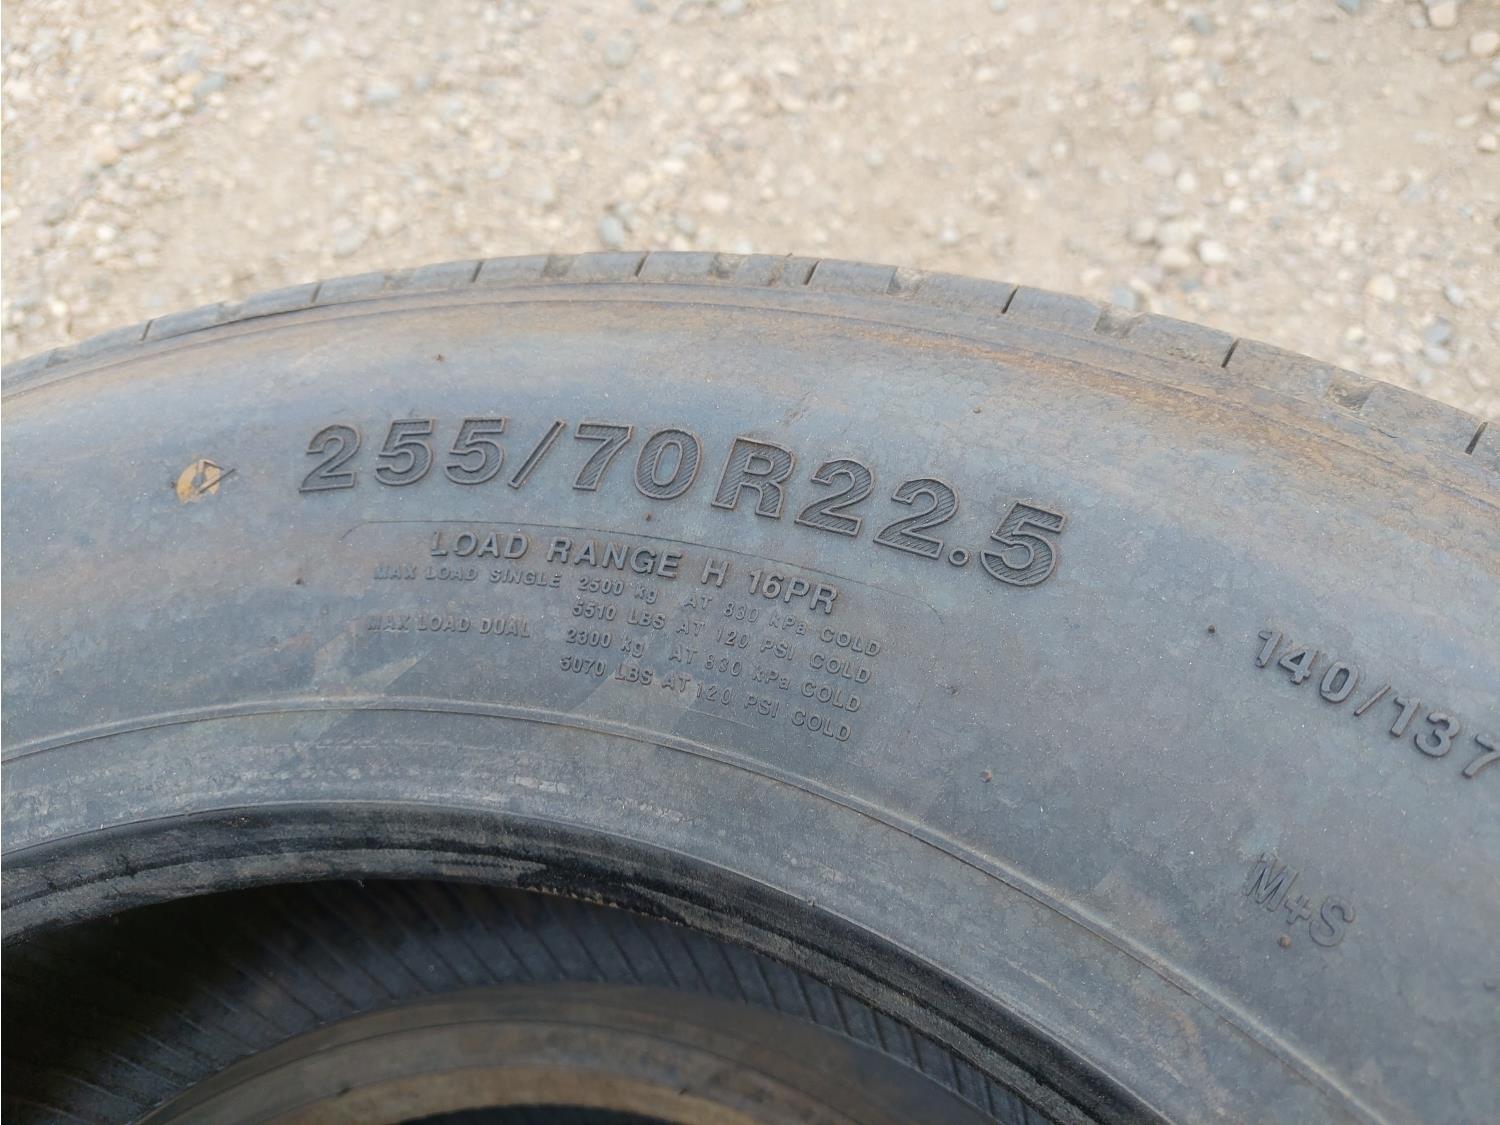 255/70R22.5
LOAD RANGE H 16PR
MAX LOAD SINGLE 2500 kg AT 830 kPa COLD
5510 LBS AT 120 PSI COLD
MAX LOAD DUAL 2300 kg AT 830 kPa COLD
5070 LBS AT 120 PSI COLD
140/137
M+S